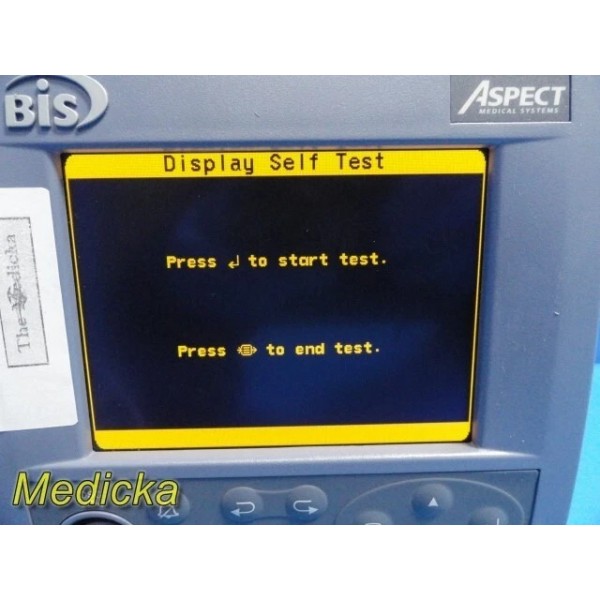 BIS
ASPECT
MEDICAL SYSTEMS
Display Self Test
Press ↲ to start test.
Press to end test.
The Medicka
Medicka